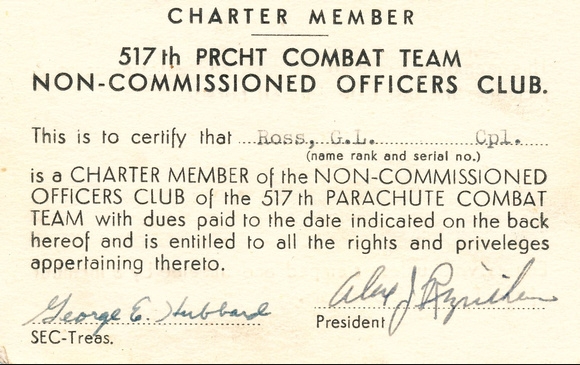 CHARTER MEMBER
517th PRCHT COMBAT TEAM
NON-COMMISSIONED OFFICERS CLUB.
This is to certify that Ross, G.L. Cpl.
(name rank and serial no.)
is a CHARTER MEMBER of the NON-COMMISSIONED
OFFICERS CLUB of the 517th PARACHUTE COMBAT
TEAM with dues paid to the date indicated on the back
hereof and is entitled to all the rights and priveleges
appertaining thereto.
George E. Hubbard
SEC-Treas.
Alex J
President